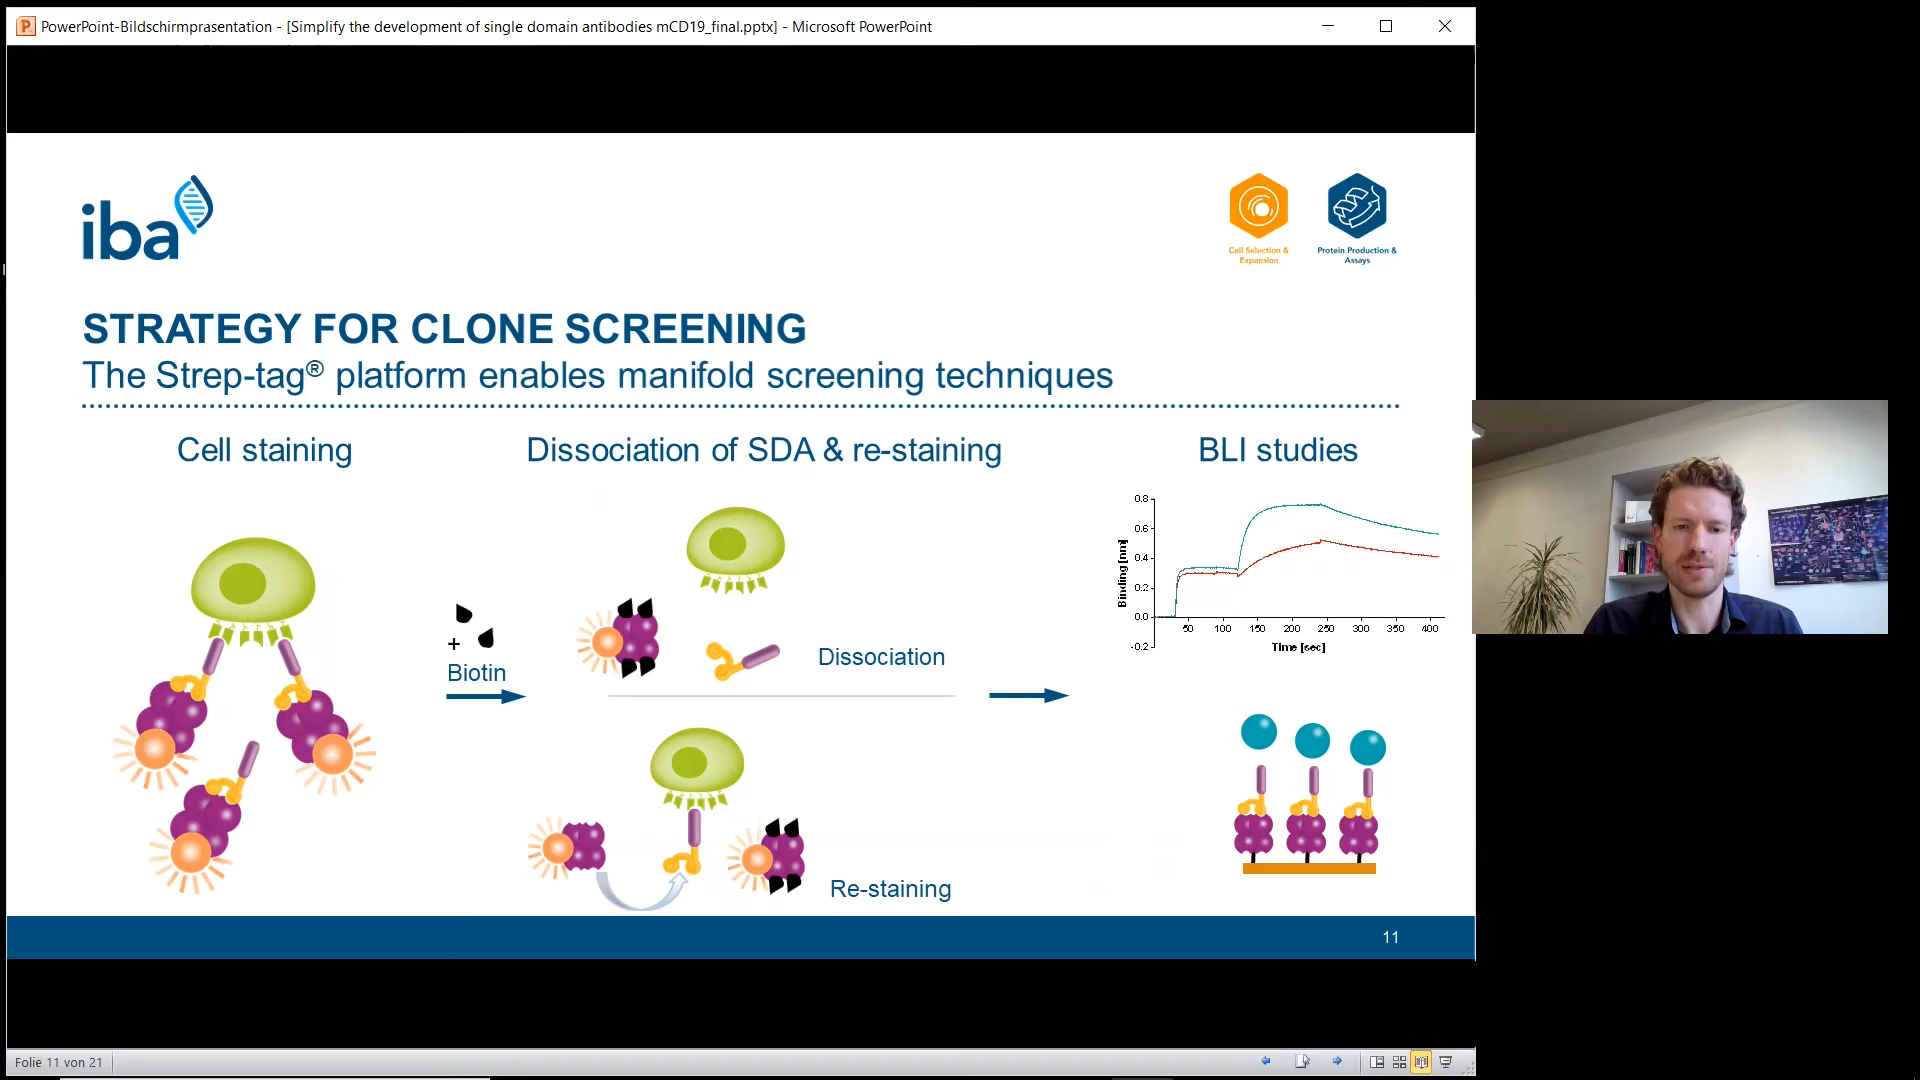 PowerPoint-Bildschirmpräsentation - [Simplify the development of single domain antibodies mCD19_final.pptx] - Microsoft PowerPoint
iba
Cell Selection &
Expansion
Protein Production &
Assays
STRATEGY FOR CLONE SCREENING
The Strep-tag® platform enables manifold screening techniques
Cell staining
Dissociation of SDA & re-staining
BLI studies
+
Biotin
Dissociation
Re-staining
0.8
0.6
0.4
0.2
0.0
-0.2
Binding [nm]
50 100 150 200 250 300 350 400
Time [sec]
11
Folie 11 von 21